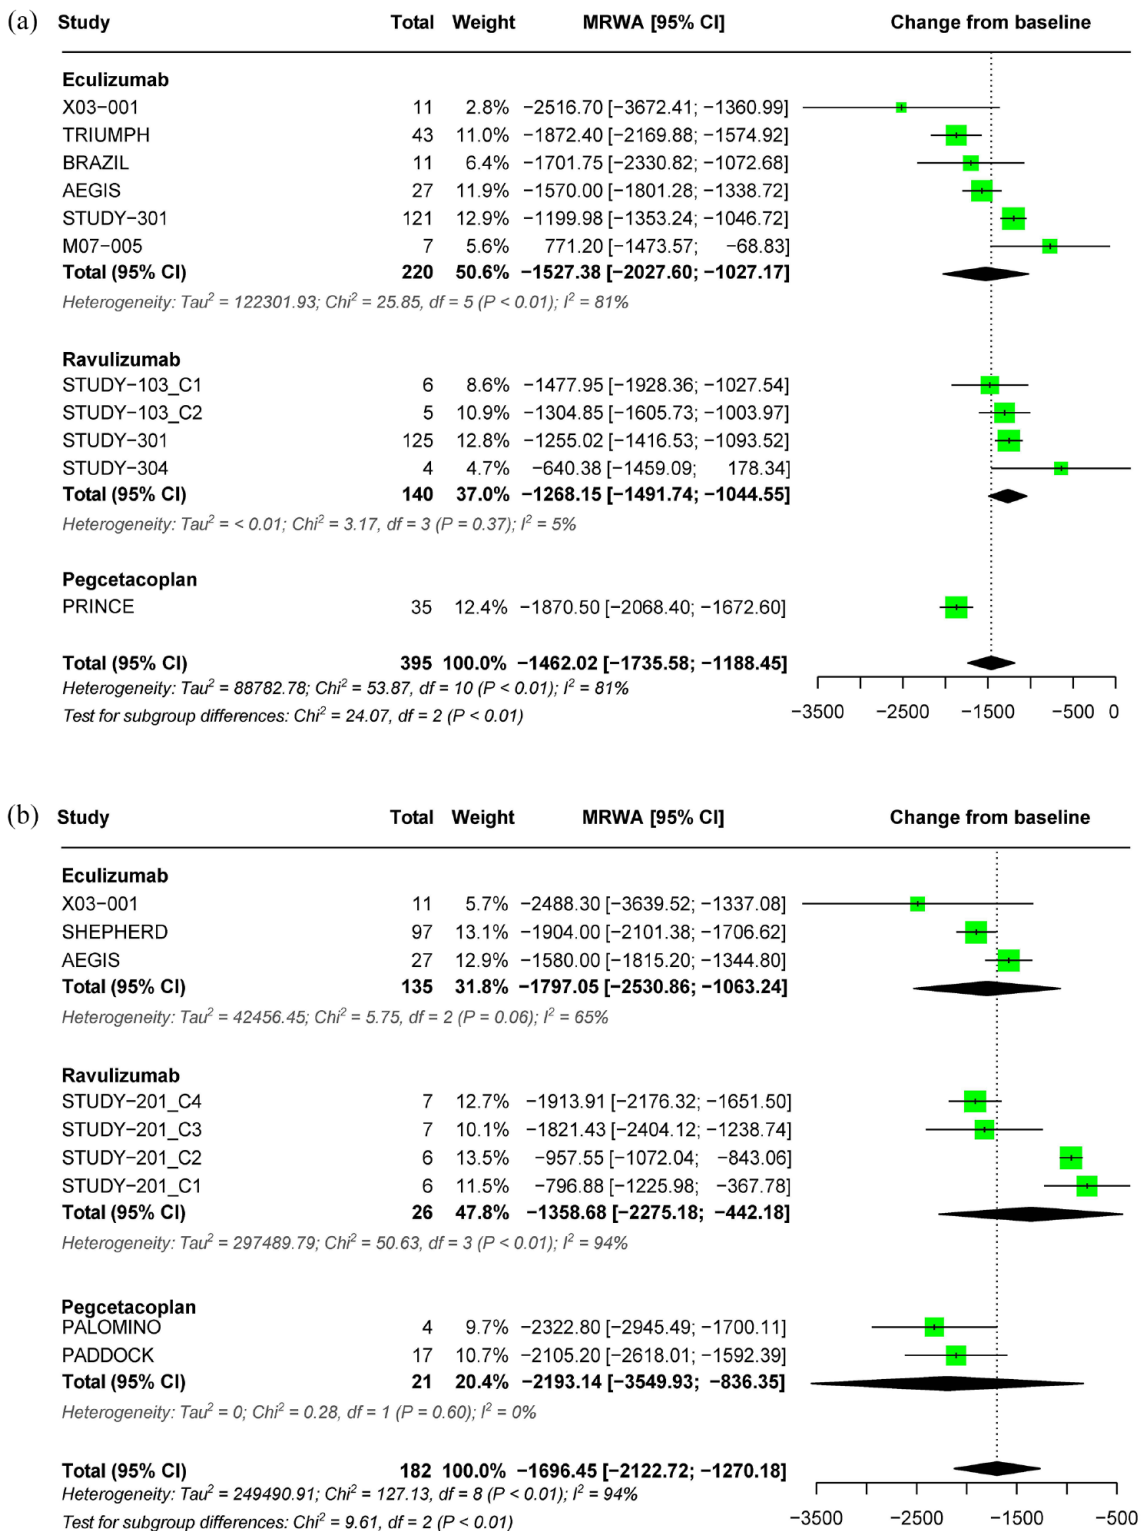 (a) Study Total Weight MRWA [95% CI] Change from baseline
Eculizumab
X03−001 11 2.8% −2516.70 [−3672.41; −1360.99]
TRIUMPH 43 11.0% −1872.40 [−2169.88; −1574.92]
BRAZIL 11 6.4% −1701.75 [−2330.82; −1072.68]
AEGIS 27 11.9% −1570.00 [−1801.28; −1338.72]
STUDY−301 121 12.9% −1199.98 [−1353.24; −1046.72]
M07−005 7 5.6% 771.20 [−1473.57; −68.83]
Total (95% CI) 220 50.6% −1527.38 [−2027.60; −1027.17]
Heterogeneity: Tau² = 122301.93; Chi² = 25.85, df = 5 (P < 0.01); I² = 81%
Ravulizumab
STUDY−103_C1 6 8.6% −1477.95 [−1928.36; −1027.54]
STUDY−103_C2 5 10.9% −1304.85 [−1605.73; −1003.97]
STUDY−301 125 12.8% −1255.02 [−1416.53; −1093.52]
STUDY−304 4 4.7% −640.38 [−1459.09; 178.34]
Total (95% CI) 140 37.0% −1268.15 [−1491.74; −1044.55]
Heterogeneity: Tau² = < 0.01; Chi² = 3.17, df = 3 (P = 0.37); I² = 5%
Pegcetacoplan
PRINCE 35 12.4% −1870.50 [−2068.40; −1672.60]
Total (95% CI) 395 100.0% −1462.02 [−1735.58; −1188.45]
Heterogeneity: Tau² = 88782.78; Chi² = 53.87, df = 10 (P < 0.01); I² = 81%
Test for subgroup differences: Chi² = 24.07, df = 2 (P < 0.01)
−3500 −2500 −1500 −500 0
(b) Study Total Weight MRWA [95% CI] Change from baseline
Eculizumab
X03−001 11 5.7% −2488.30 [−3639.52; −1337.08]
SHEPHERD 97 13.1% −1904.00 [−2101.38; −1706.62]
AEGIS 27 12.9% −1580.00 [−1815.20; −1344.80]
Total (95% CI) 135 31.8% −1797.05 [−2530.86; −1063.24]
Heterogeneity: Tau² = 42456.45; Chi² = 5.75, df = 2 (P = 0.06); I² = 65%
Ravulizumab
STUDY−201_C4 7 12.7% −1913.91 [−2176.32; −1651.50]
STUDY−201_C3 7 10.1% −1821.43 [−2404.12; −1238.74]
STUDY−201_C2 6 13.5% −957.55 [−1072.04; −843.06]
STUDY−201_C1 6 11.5% −796.88 [−1225.98; −367.78]
Total (95% CI) 26 47.8% −1358.68 [−2275.18; −442.18]
Heterogeneity: Tau² = 297489.79; Chi² = 50.63, df = 3 (P < 0.01); I² = 94%
Pegcetacoplan
PALOMINO 4 9.7% −2322.80 [−2945.49; −1700.11]
PADDOCK 17 10.7% −2105.20 [−2618.01; −1592.39]
Total (95% CI) 21 20.4% −2193.14 [−3549.93; −836.35]
Heterogeneity: Tau² = 0; Chi² = 0.28, df = 1 (P = 0.60); I² = 0%
Total (95% CI) 182 100.0% −1696.45 [−2122.72; −1270.18]
Heterogeneity: Tau² = 249490.91; Chi² = 127.13, df = 8 (P < 0.01); I² = 94%
Test for subgroup differences: Chi² = 9.61, df = 2 (P < 0.01)
−3500 −2500 −1500 −500